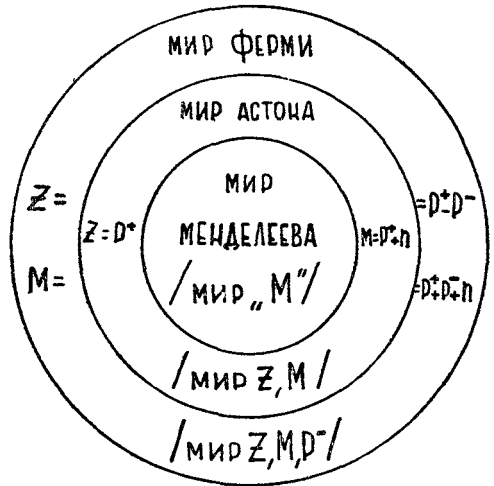 МИР ФЕРМИ
МИР АСТОНА
МИР
МЕНДЕЛЕЕВА
/МИР „М"/
Z=
M=
Z=p⁺
M=p⁺+n
=p⁺-p⁻
=p⁺+p⁻+n
/МИР Z,M/
/МИР Z,M,p⁻/